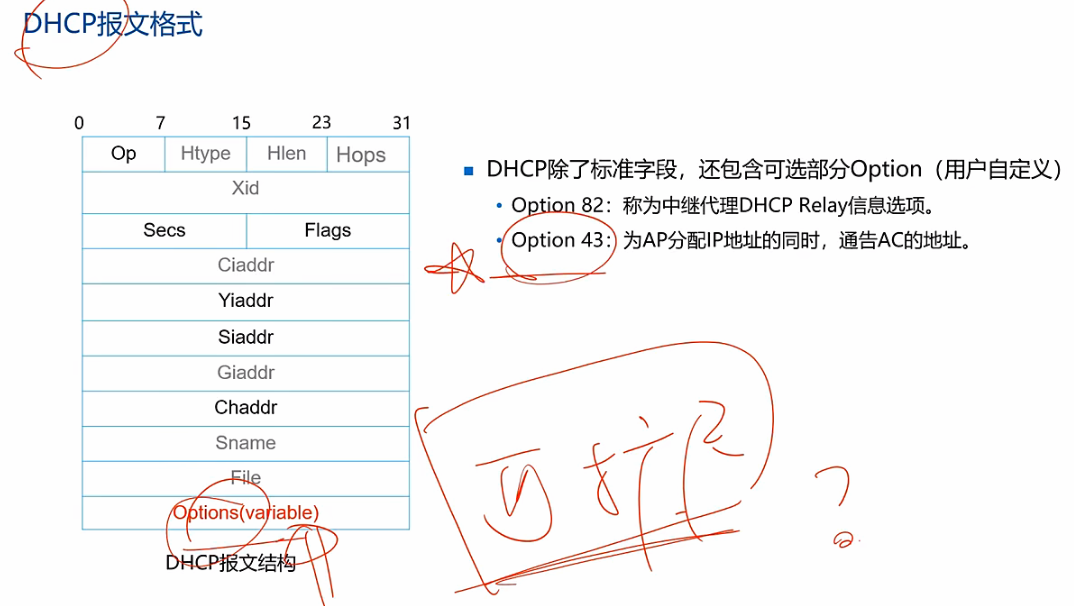 DHCP报文格式
0 7 15 23 31
Op Htype Hlen Hops
Xid
Secs Flags
Ciaddr
Yiaddr
Siaddr
Giaddr
Chaddr
Sname
File
Options(variable)
DHCP报文结构
DHCP除了标准字段，还包含可选部分Option（用户自定义）
Option 82：称为中继代理DHCP Relay信息选项。
Option 43：为AP分配IP地址的同时，通告AC的地址。
可扩
?